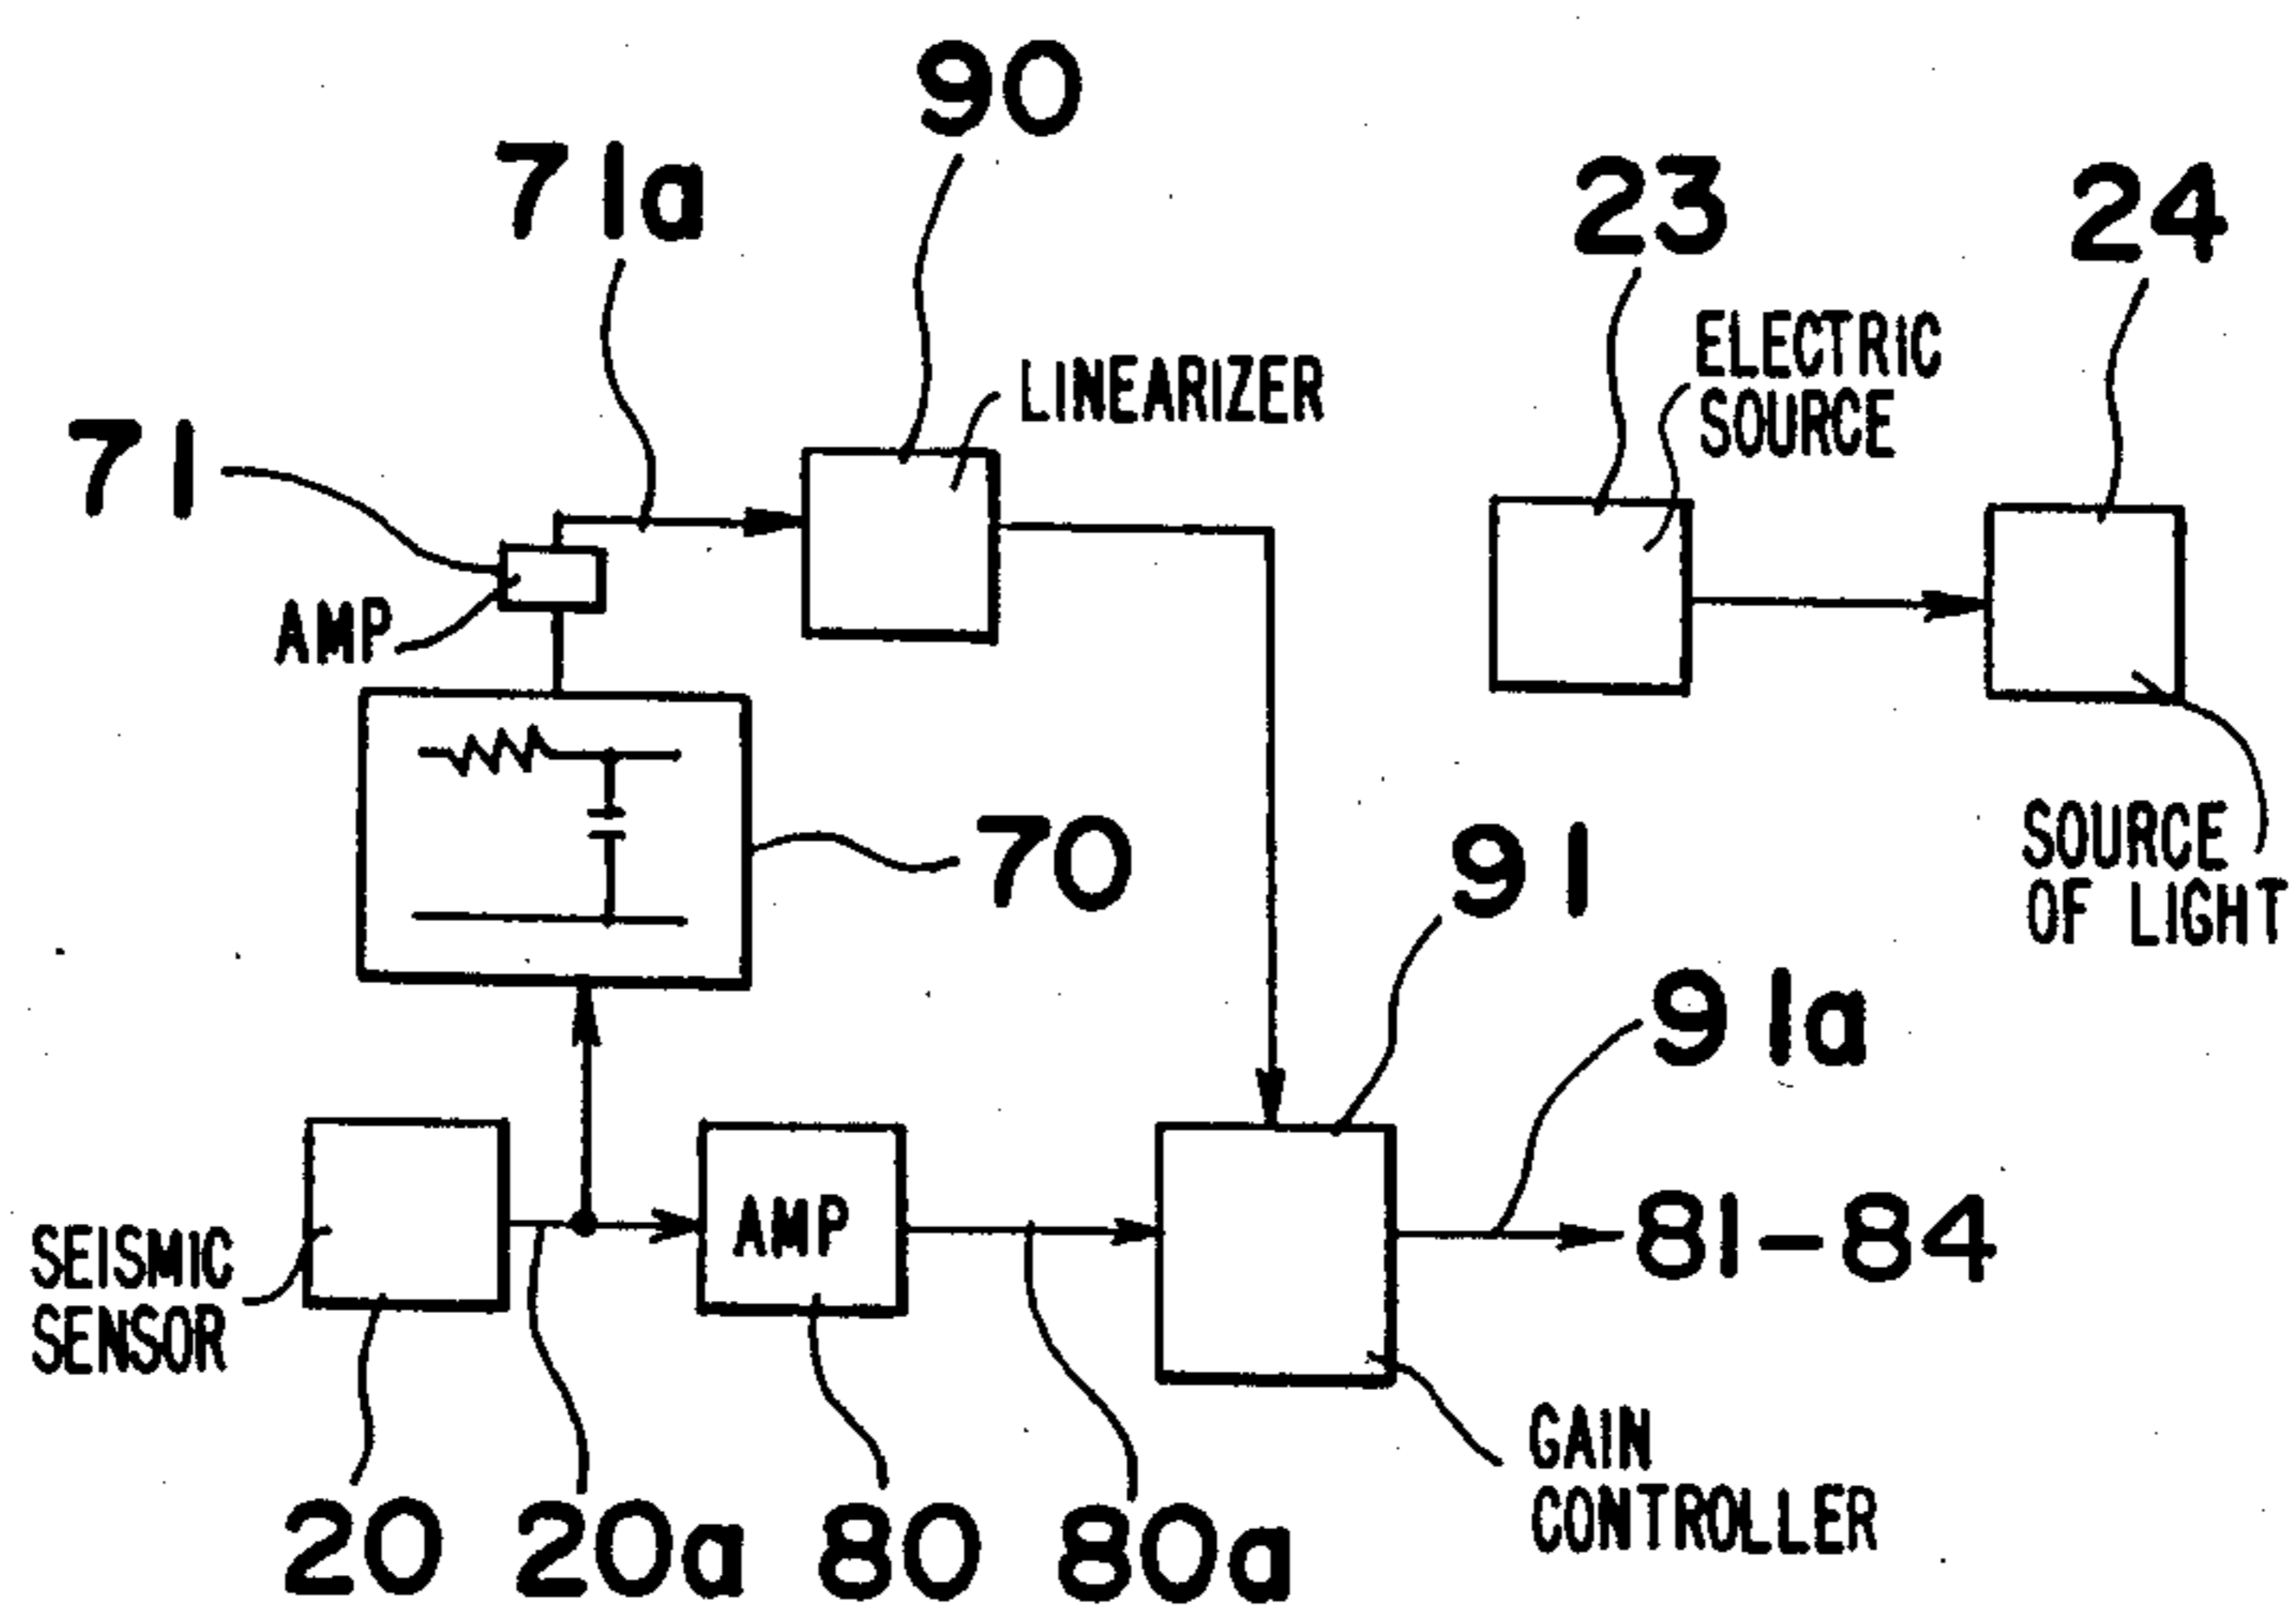 90
71a
23
24
ELECTRIC
SOURCE
LINEARIZER
71
AMP
70
91
SOURCE
OF LIGHT
91a
AMP
81-84
SEISMIC
SENSOR
GAIN
CONTROLLER
20
20a
80
80a